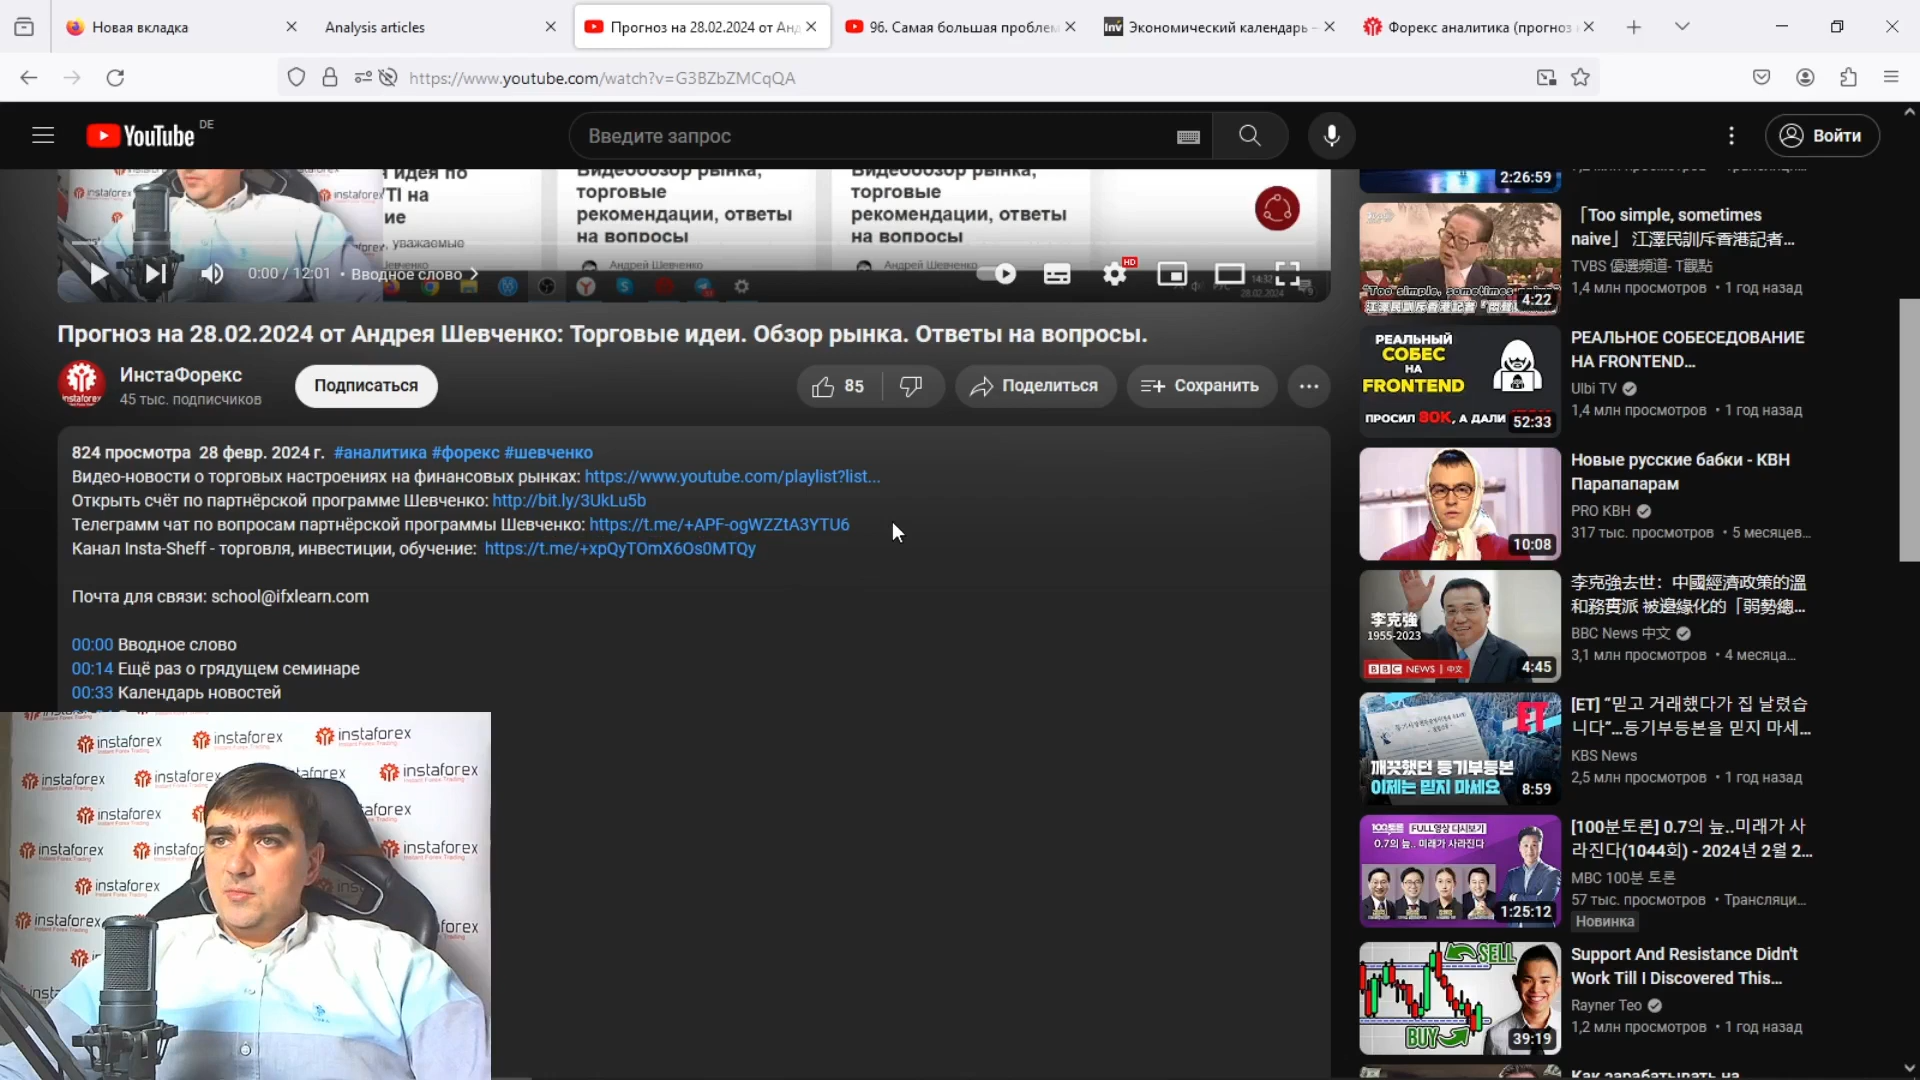 Новая вкладка
Analysis articles
Прогноз на 28.02.2024 от Анд
96. Самая большая проблем
Экономический календарь -
Форекс аналитика (прогноз
https://www.youtube.com/watch?v=G3BZbZMCqQA
YouTube DE
Введите запрос
Войти
TI на
ие
уважаемые
Видеообзор рынка,
торговые
рекомендации, ответы
на вопросы
Андрей Шевченко
Видеообзор рынка,
торговые
рекомендации, ответы
на вопросы
Андрей Шевченко
0:00 / 12:01 • Вводное слово
HD
14:32
28.02.2024
Прогноз на 28.02.2024 от Андрея Шевченко: Торговые идеи. Обзор рынка. Ответы на вопросы.
ИнстаФорекс
45 тыс. подписчиков
Подписаться
85
Поделиться
Сохранить
824 просмотра 28 февр. 2024 г. #аналитика #форекс #шевченко
Видео-новости о торговых настроениях на финансовых рынках: https://www.youtube.com/playlist?list...
Открыть счёт по партнёрской программе Шевченко: http://bit.ly/3UkLu5b
Телеграмм чат по вопросам партнёрской программы Шевченко: https://t.me/+APF-ogWZZtA3YTU6
Канал Insta-Sheff - торговля, инвестиции, обучение: https://t.me/+xpQyTOmX6Os0MTQy
Почта для связи: school@ifxlearn.com
00:00 Вводное слово
00:14 Ещё раз о грядущем семинаре
00:33 Календарь новостей
instaforex
Instant Forex Trading
2:26:59
「Too simple, sometimes
naive」 江澤民訓斥香港記者...
TVBS 優選頻道- T觀點
1,4 млн просмотров • 1 год назад
4:22
РЕАЛЬНЫЙ
СОБЕС
НА
FRONTEND
ПРОСИЛ 80К, А ДАЛИ
52:33
РЕАЛЬНОЕ СОБЕСЕДОВАНИЕ
НА FRONTEND...
Ulbi TV
1,4 млн просмотров • 1 год назад
10:08
Новые русские бабки - КВН
Парапапарам
PRO КВН
317 тыс. просмотров • 5 месяцев...
李克強
1955-2023
BBC NEWS 中文
4:45
李克強去世：中國經濟政策的溫
和務實派 被邊緣化的「弱勢總...
BBC News 中文
3,1 млн просмотров • 4 месяца...
ET
깨끗했던 등기부등본
이제는 믿지 마세요
8:59
[ET] “믿고 거래했다가 집 날렸습
니다”...등기부등본을 믿지 마세...
KBS News
2,5 млн просмотров • 1 год назад
100분토론 FULL영상 다시보기
0.7의 늪.. 미래가 사라진다
1:25:12
[100분토론] 0.7의 늪..미래가 사
라진다(1044회) - 2024년 2월 2...
MBC 100분 토론
57 тыс. просмотров • Трансляци...
Новинка
SELL
BUY
39:19
Support And Resistance Didn't
Work Till I Discovered This...
Rayner Teo
1,2 млн просмотров • 1 год назад
Как зарабатывать на